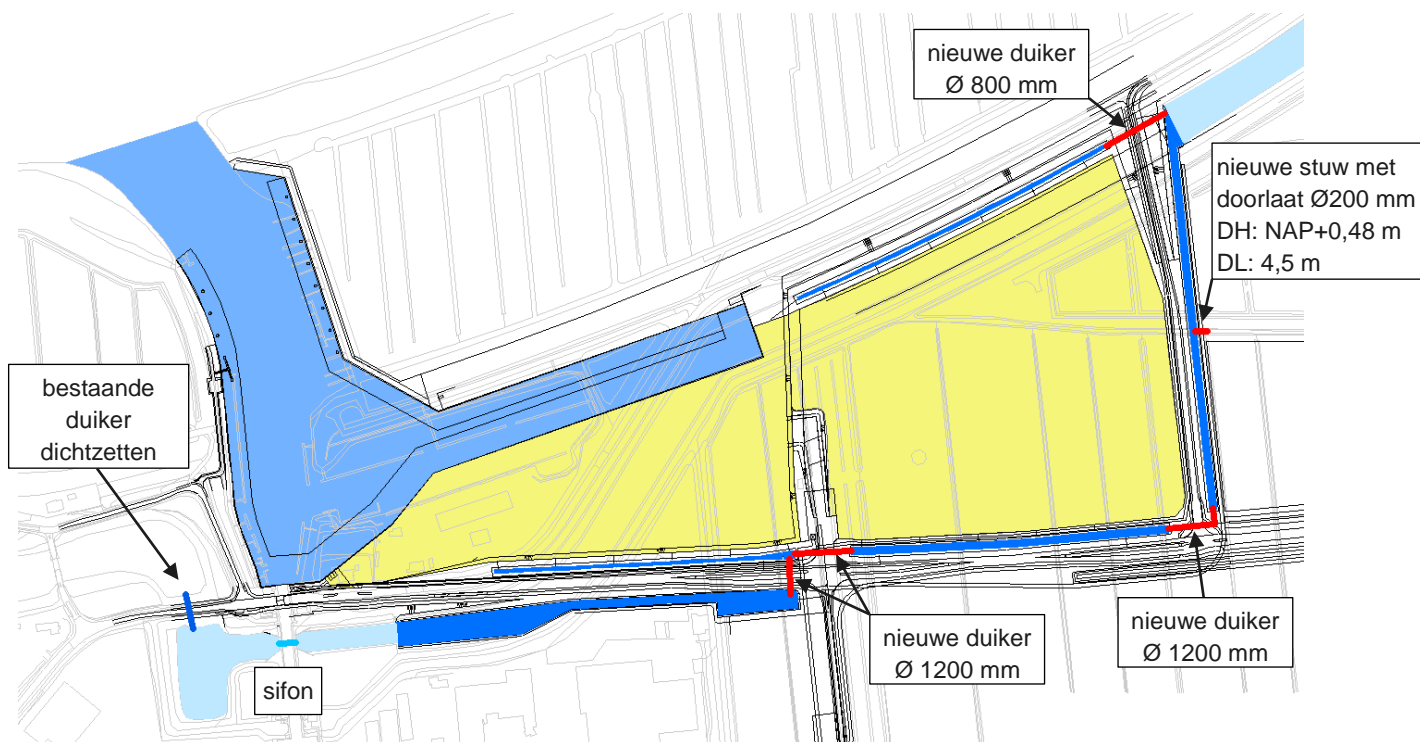 nieuwe duiker
Ø 800 mm
nieuwe stuw met
doorlaat Ø200 mm
DH: NAP+0,48 m
DL: 4,5 m
bestaande
duiker
dichtzetten
nieuwe duiker
Ø 1200 mm
nieuwe duiker
Ø 1200 mm
sifon